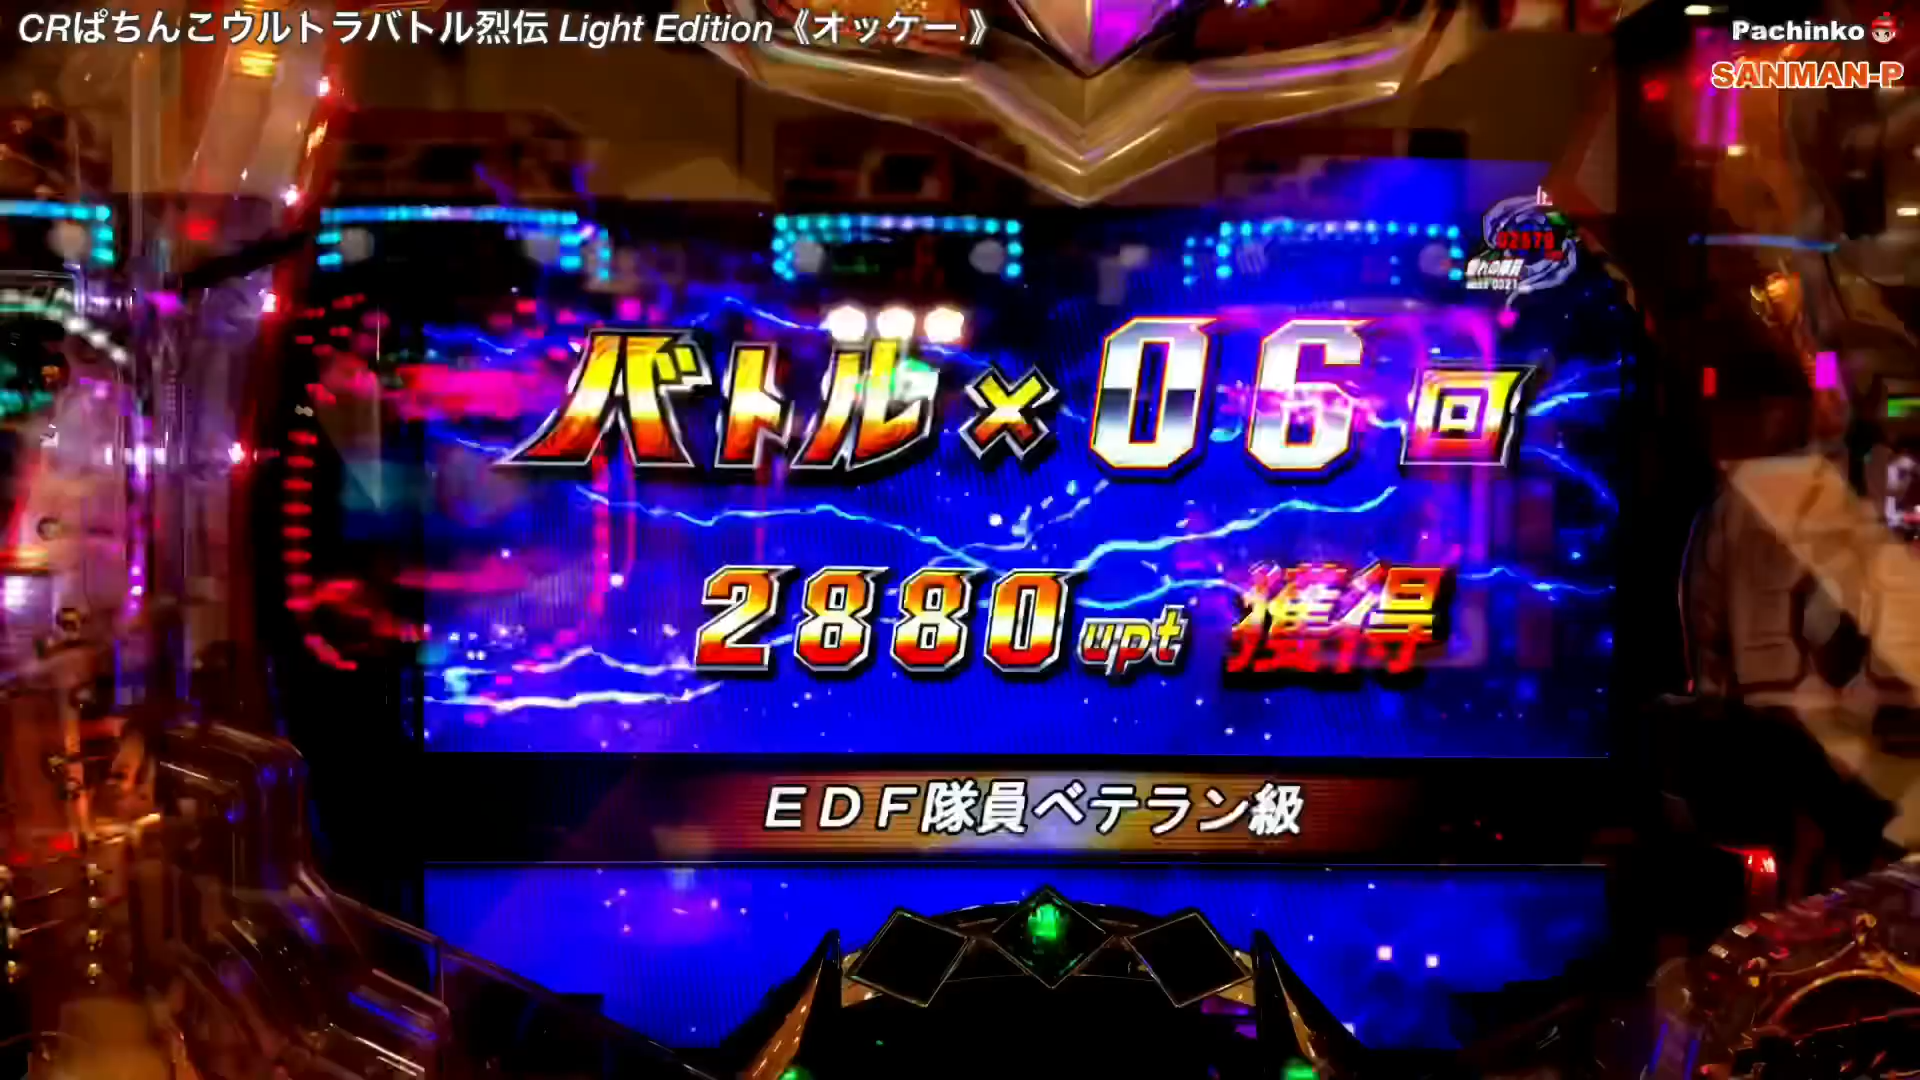 CRぱちんこウルトラバトル烈伝 Light Edition《オッケー.》
Pachinko
SANMAN-P
バトル×06回
2880upt 獲得
EDF隊員ベテラン級